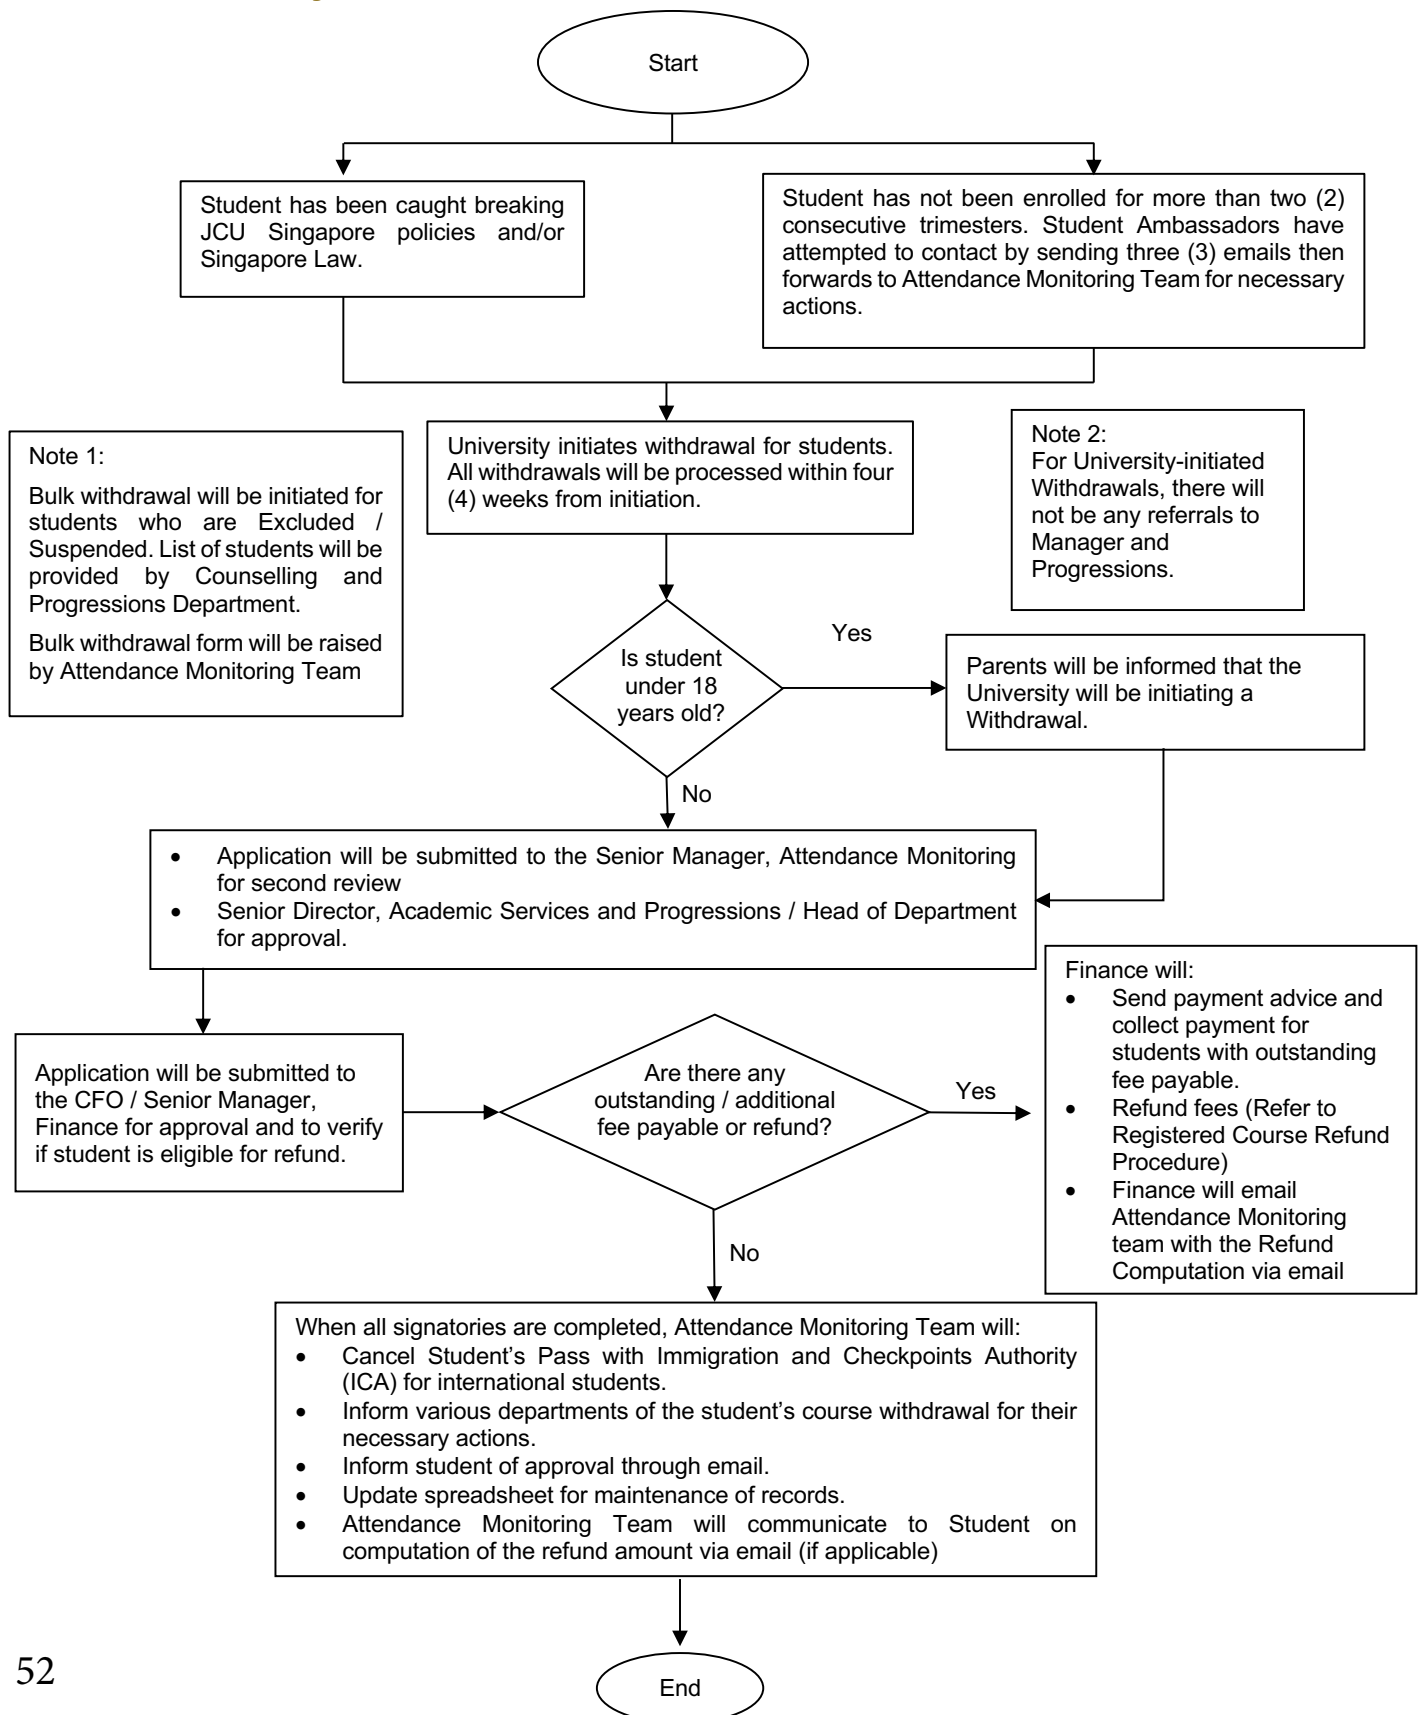 Start
Student has been caught breaking
JCU Singapore policies and/or
Singapore Law.
Student has not been enrolled for more than two (2)
consecutive trimesters. Student Ambassadors have
attempted to contact by sending three (3) emails then
forwards to Attendance Monitoring Team for necessary
actions.
Note 1:
Bulk withdrawal will be initiated for
students who are Excluded /
Suspended. List of students will be
provided by Counselling and
Progressions Department.
Bulk withdrawal form will be raised
by Attendance Monitoring Team
University initiates withdrawal for students.
All withdrawals will be processed within four
(4) weeks from initiation.
Note 2:
For University-initiated
Withdrawals, there will
not be any referrals to
Manager and
Progressions.
Is student
under 18
years old?
Yes
Parents will be informed that the
University will be initiating a
Withdrawal.
No
• Application will be submitted to the Senior Manager, Attendance Monitoring
for second review
• Senior Director, Academic Services and Progressions / Head of Department
for approval.
Application will be submitted to
the CFO / Senior Manager,
Finance for approval and to verify
if student is eligible for refund.
Are there any
outstanding / additional
fee payable or refund?
Yes
Finance will:
• Send payment advice and
collect payment for
students with outstanding
fee payable.
• Refund fees (Refer to
Registered Course Refund
Procedure)
• Finance will email
Attendance Monitoring
team with the Refund
Computation via email
No
When all signatories are completed, Attendance Monitoring Team will:
• Cancel Student's Pass with Immigration and Checkpoints Authority
(ICA) for international students.
• Inform various departments of the student's course withdrawal for their
necessary actions.
• Inform student of approval through email.
• Update spreadsheet for maintenance of records.
• Attendance Monitoring Team will communicate to Student on
computation of the refund amount via email (if applicable)
End
52